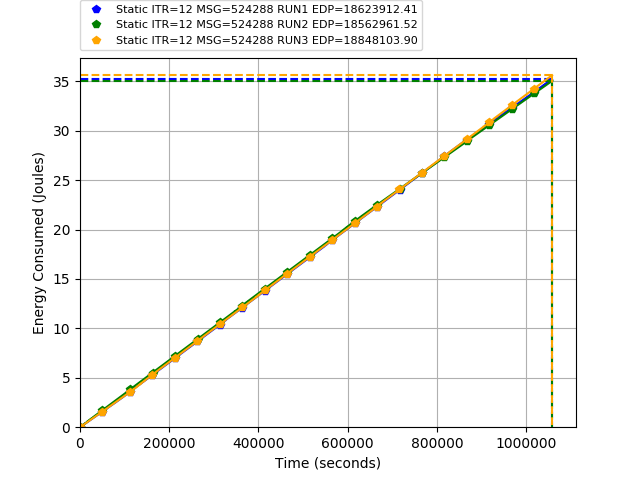 Static ITR=12 MSG=524288 RUN1 EDP=18623912.41
Static ITR=12 MSG=524288 RUN2 EDP=18562961.52
Static ITR=12 MSG=524288 RUN3 EDP=18848103.90
35
30
25
20
15
10
5
0
Energy Consumed (Joules)
0 200000 400000 600000 800000 1000000
Time (seconds)